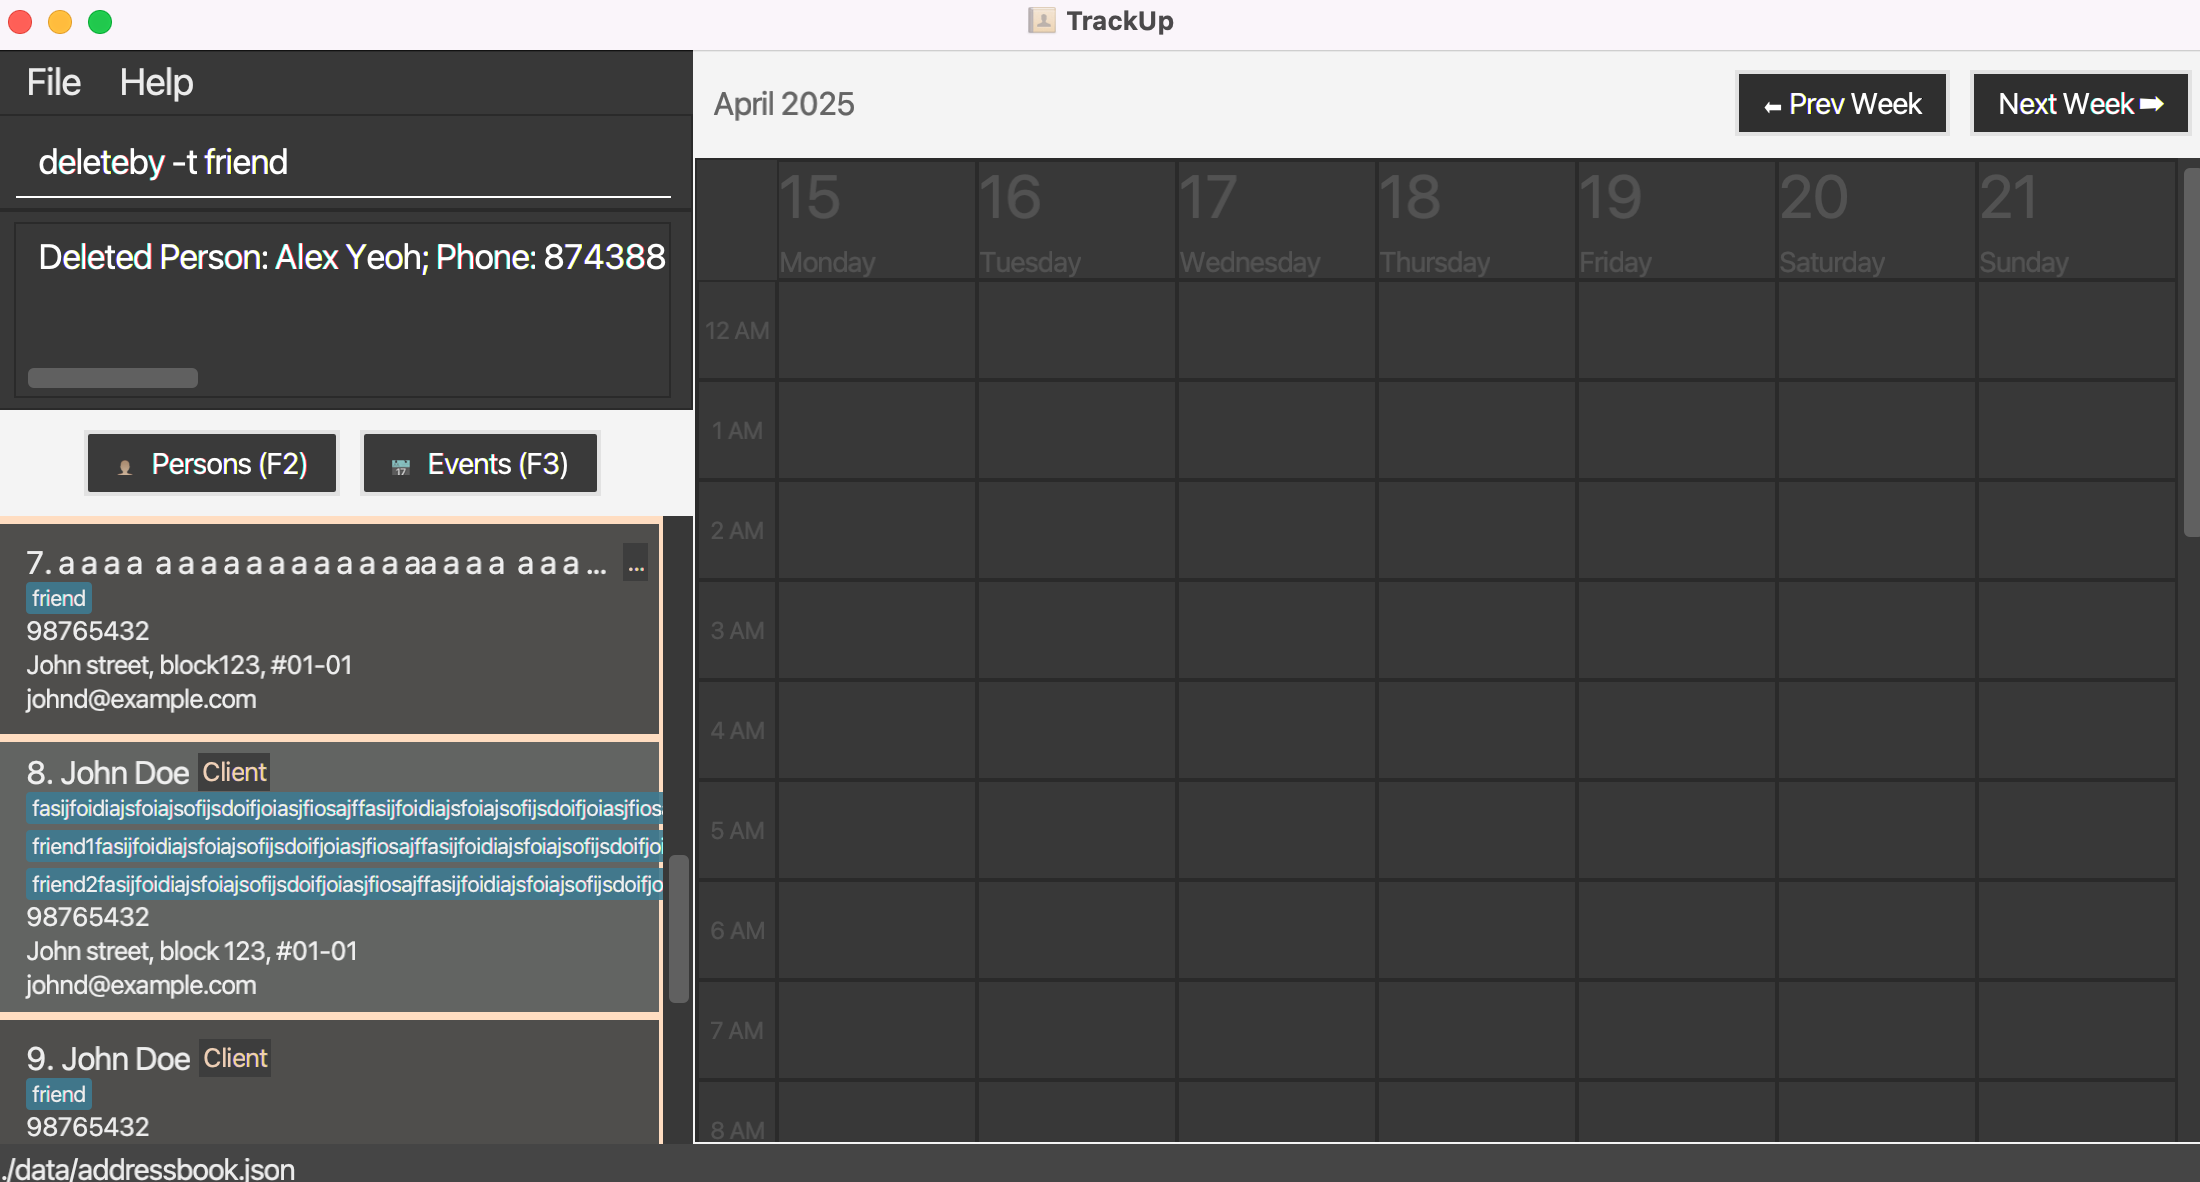 TrackUp
File Help
deleteby -t friend
Deleted Person: Alex Yeoh; Phone: 874388
Persons (F2)
Events (F3)
7. a a a a  a a a a a a a a a a a aa a a a  a a a ... ...
friend
98765432
John street, block123, #01-01
johnd@example.com
8. John Doe Client
fasijfoidiajsfoiajsofijsdoifjoiasjfiosajffasijfoidiajsfoiajsofijsdoifjoiasjfios
friend1fasijfoidiajsfoiajsofijsdoifjoiasjfiosajffasijfoidiajsfoiajsofijsdoifjoi
friend2fasijfoidiajsfoiajsofijsdoifjoiasjfiosajffasijfoidiajsfoiajsofijsdoifjo
98765432
John street, block 123, #01-01
johnd@example.com
9. John Doe Client
friend
98765432
./data/addressbook.json
April 2025
⬅ Prev Week
Next Week ➡
15 16 17 18 19 20 21
Monday Tuesday Wednesday Thursday Friday Saturday Sunday
12 AM
1 AM
2 AM
3 AM
4 AM
5 AM
6 AM
7 AM
8 AM